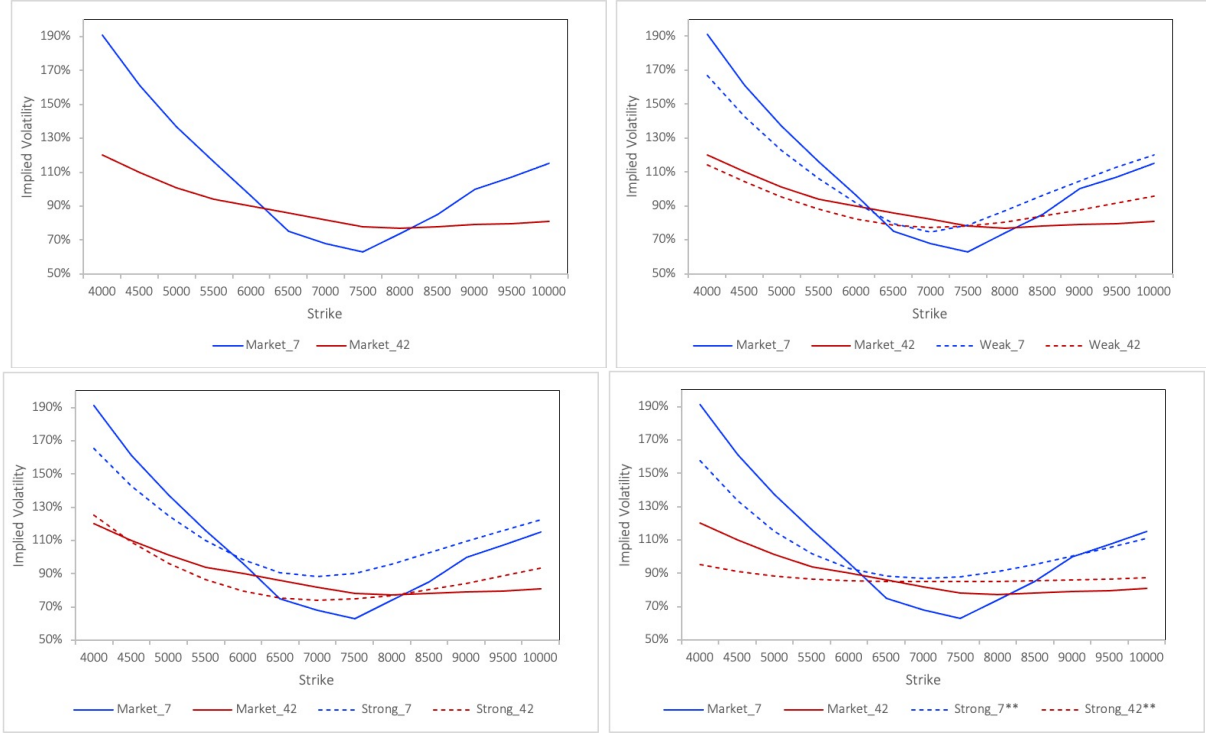 190%
170%
150%
130%
110%
90%
70%
50%
Implied Volatility
4000 4500 5000 5500 6000 6500 7000 7500 8000 8500 9000 9500 10000
Strike
Market_7 Market_42
190%
170%
150%
130%
110%
90%
70%
50%
Implied Volatility
4000 4500 5000 5500 6000 6500 7000 7500 8000 8500 9000 9500 10000
Strike
Market_7 Market_42 Weak_7 Weak_42
190%
170%
150%
130%
110%
90%
70%
50%
Implied Volatility
4000 4500 5000 5500 6000 6500 7000 7500 8000 8500 9000 9500 10000
Strike
Market_7 Market_42 Strong_7 Strong_42
190%
170%
150%
130%
110%
90%
70%
50%
Implied Volatility
4000 4500 5000 5500 6000 6500 7000 7500 8000 8500 9000 9500 10000
Strike
Market_7 Market_42 Strong_7** Strong_42**